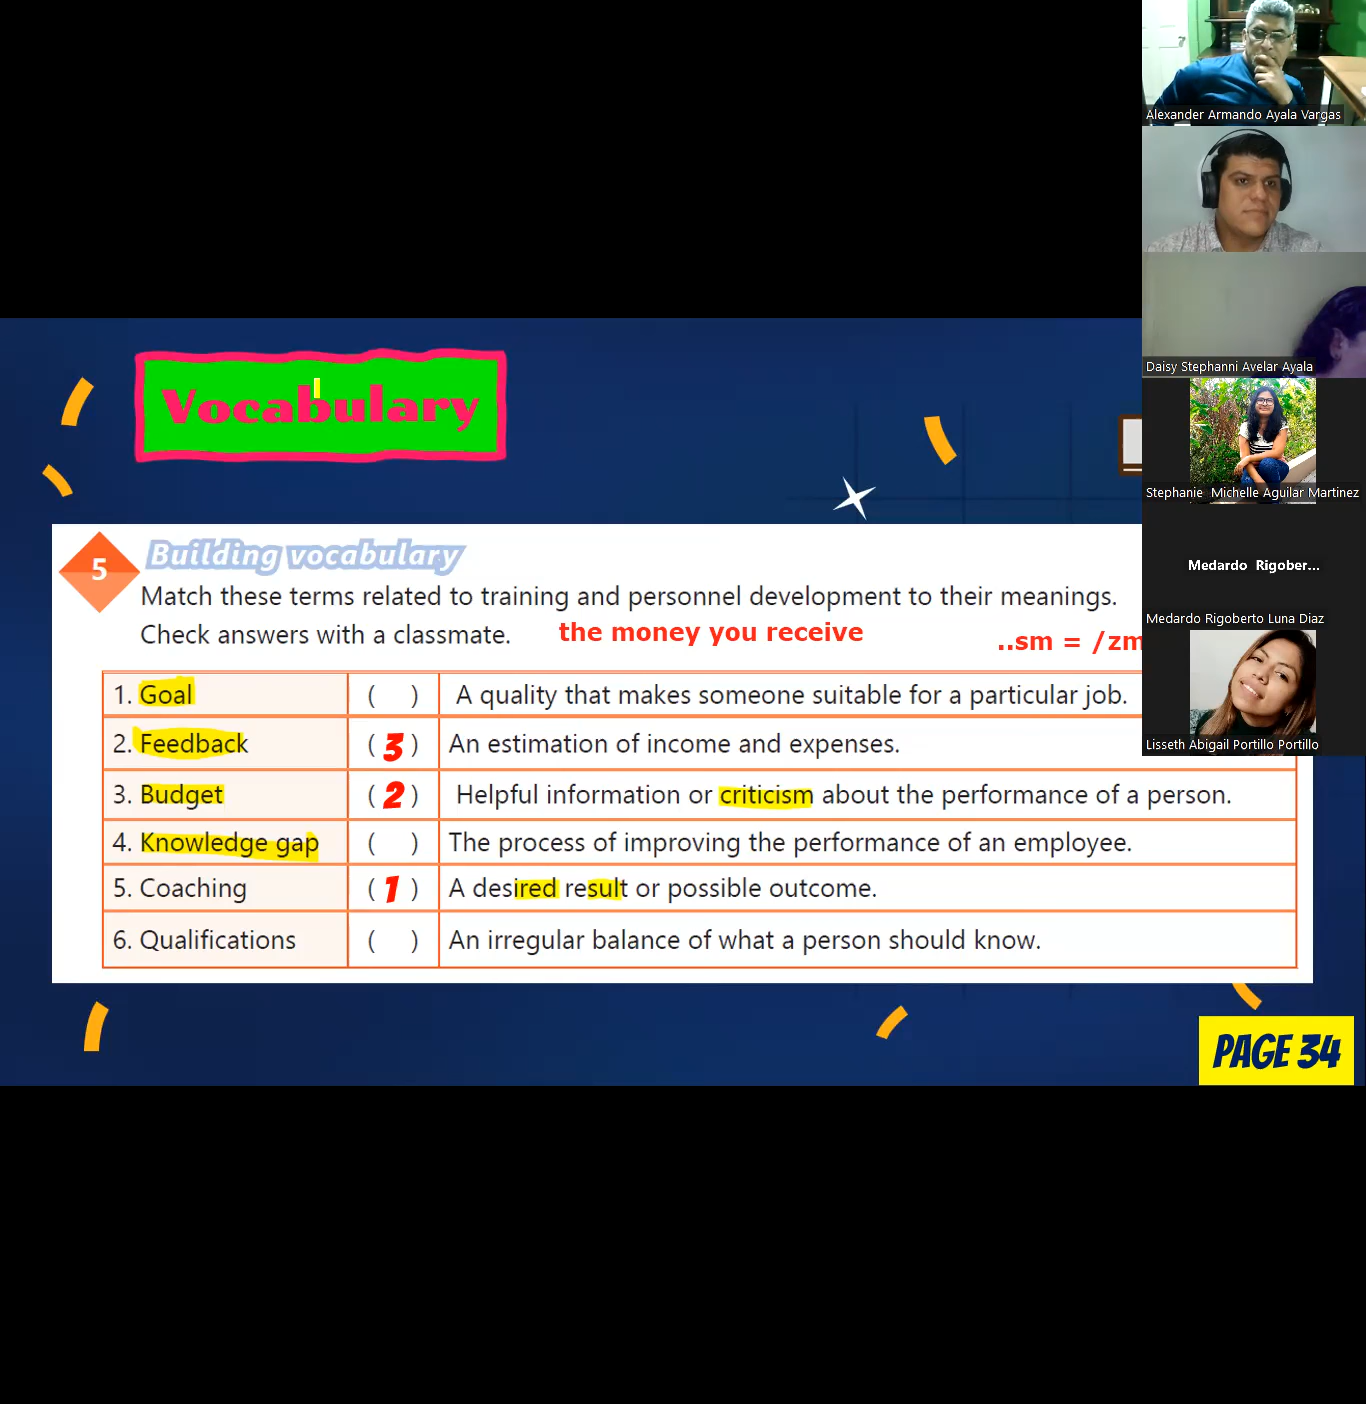 Vocabulary
5
Building vocabulary
Match these terms related to training and personnel development to their meanings.
Check answers with a classmate.
the money you receive
..sm = /zm
1. Goal ( ) A quality that makes someone suitable for a particular job.
2. Feedback ( 3 ) An estimation of income and expenses.
3. Budget ( 2 ) Helpful information or criticism about the performance of a person.
4. Knowledge gap ( ) The process of improving the performance of an employee.
5. Coaching ( 1 ) A desired result or possible outcome.
6. Qualifications ( ) An irregular balance of what a person should know.
PAGE 34
Alexander Armando Ayala Vargas
Daisy Stephanni Avelar Ayala
Stephanie Michelle Aguilar Martinez
Medardo Rigober...
Medardo Rigoberto Luna Diaz
Lisseth Abigail Portillo Portillo